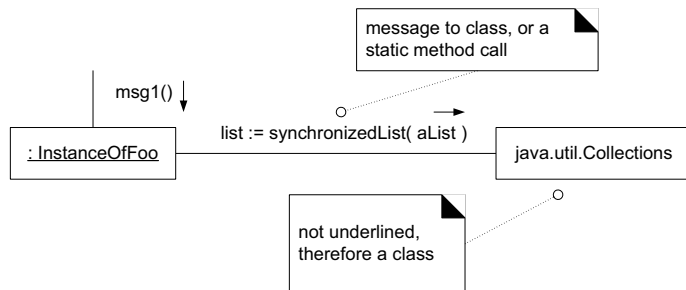 message to class, or a
static method call
msg1()
list := synchronizedList( aList )
: InstanceOfFoo
java.util.Collections
not underlined,
therefore a class